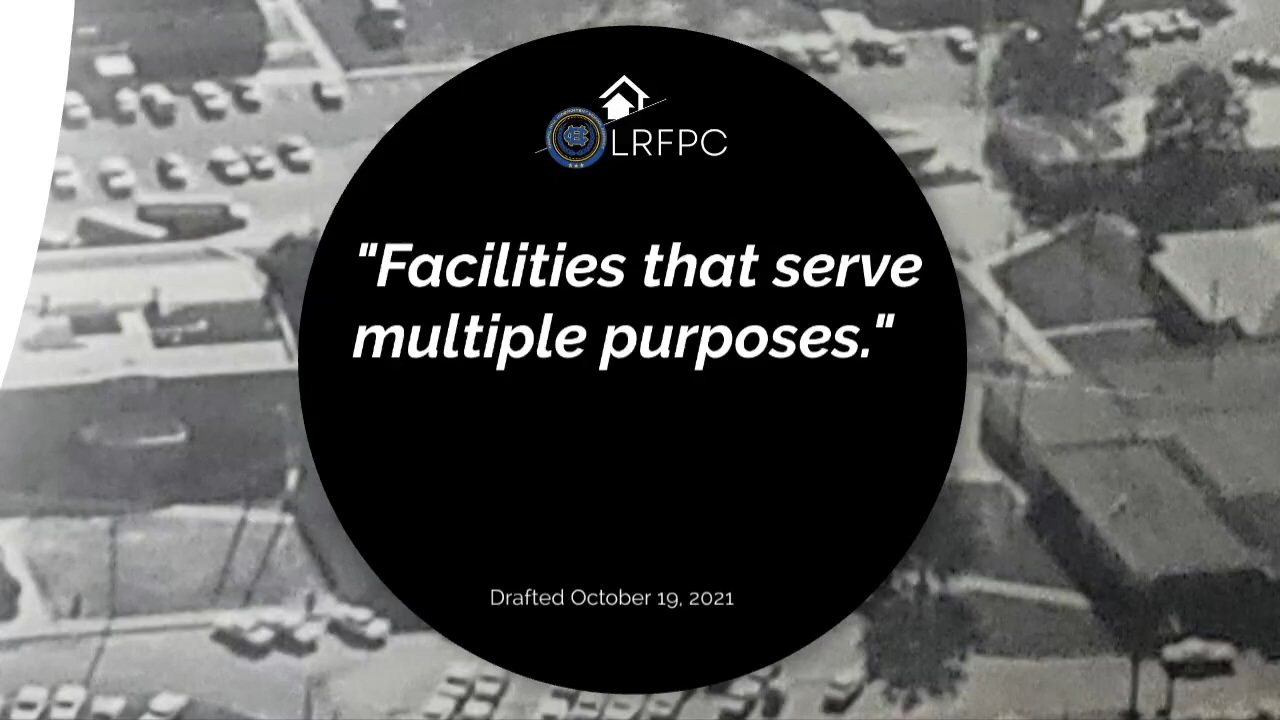 LRFPC
"Facilities that serve
multiple purposes."
Drafted October 19, 2021